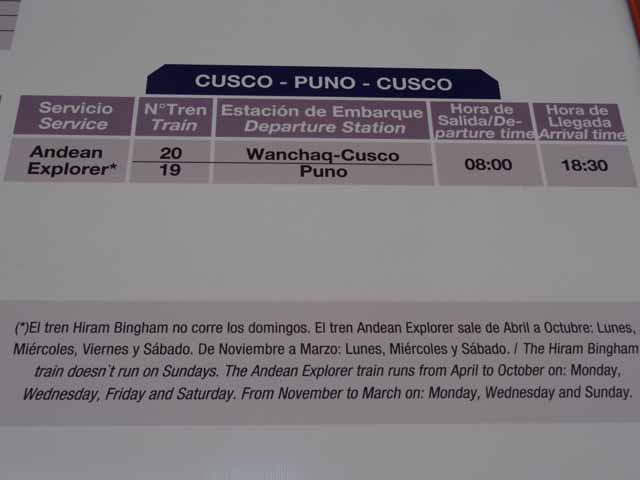 CUSCO - PUNO - CUSCO
Servicio N°Tren Estación de Embarque Hora de Salida/De- Hora de Llegada
Service Train Departure Station parture time Arrival time
Andean 20 Wanchaq-Cusco 08:00 18:30
Explorer* 19 Puno
(*)El tren Hiram Bingham no corre los domingos. El tren Andean Explorer sale de Abril a Octubre: Lunes,
Miércoles, Viernes y Sábado. De Noviembre a Marzo: Lunes, Miércoles y Sábado. / The Hiram Bingham
train doesn`t run on Sundays. The Andean Explorer train runs from April to October on: Monday,
Wednesday, Friday and Saturday. From November to March on: Monday, Wednesday and Sunday.